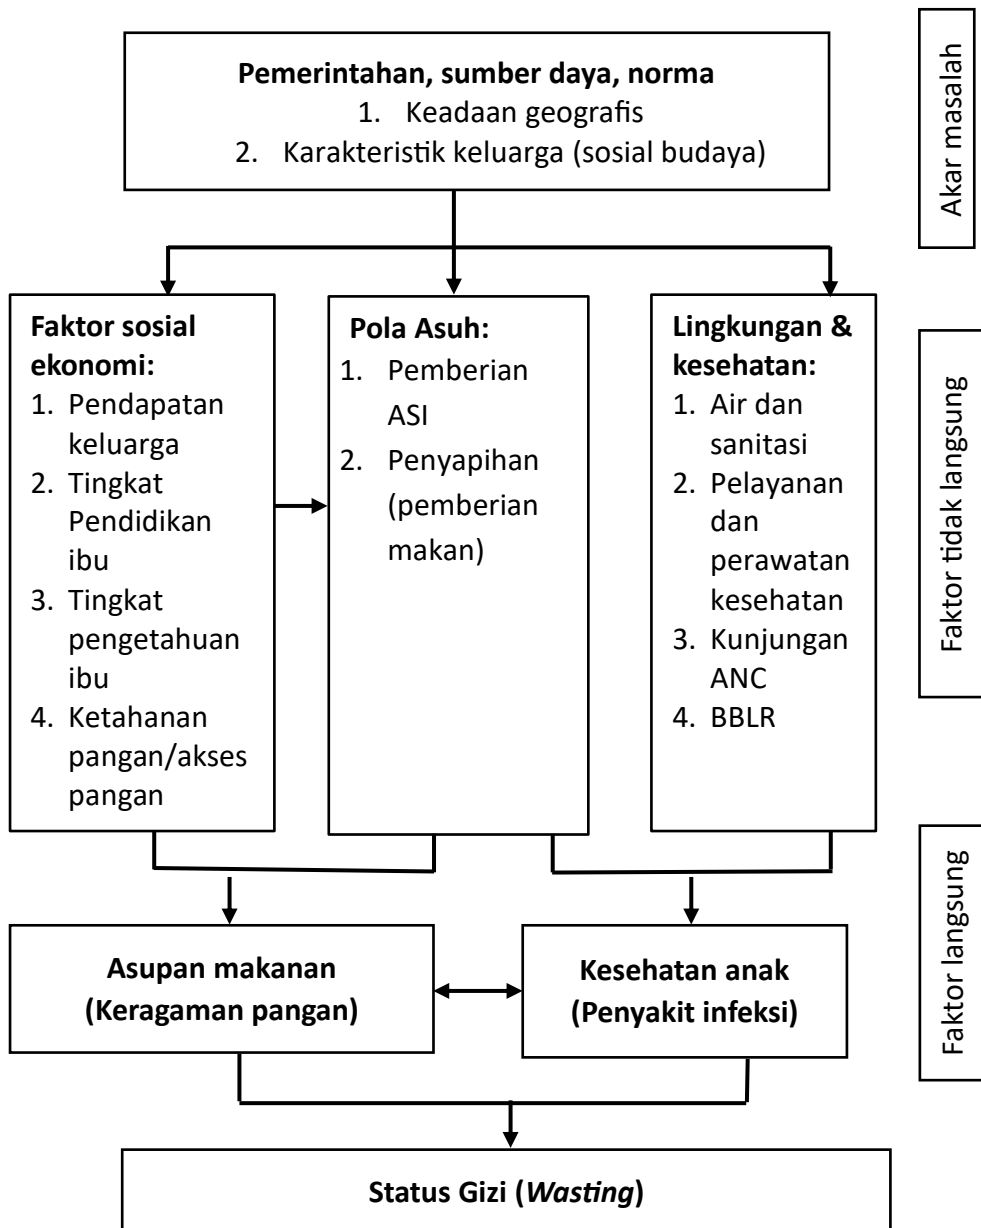 Pemerintahan, sumber daya, norma
1. Keadaan geografis
2. Karakteristik keluarga (sosial budaya)
Akar masalah
Faktor sosial
ekonomi:
1. Pendapatan
keluarga
2. Tingkat
Pendidikan
ibu
3. Tingkat
pengetahuan
ibu
4. Ketahanan
pangan/akses
pangan
Pola Asuh:
1. Pemberian
ASI
2. Penyapihan
(pemberian
makan)
Lingkungan &
kesehatan:
1. Air dan
sanitasi
2. Pelayanan
dan
perawatan
kesehatan
3. Kunjungan
ANC
4. BBLR
Faktor tidak langsung
Asupan makanan
(Keragaman pangan)
Kesehatan anak
(Penyakit infeksi)
Faktor langsung
Status Gizi (Wasting)